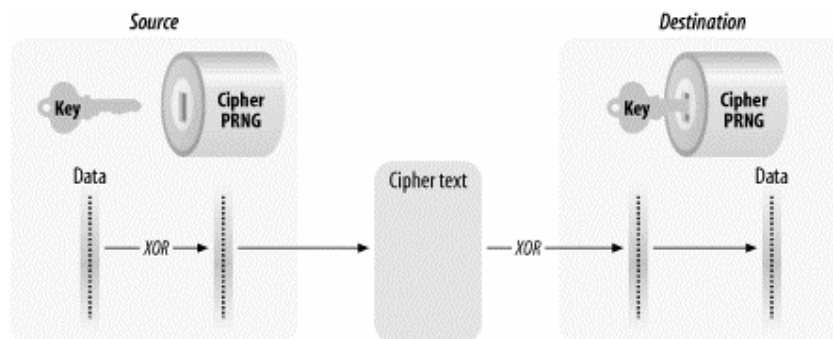 Source
Destination
Key
Cipher
PRNG
Key
Cipher
PRNG
Data
Cipher text
Data
XOR
XOR